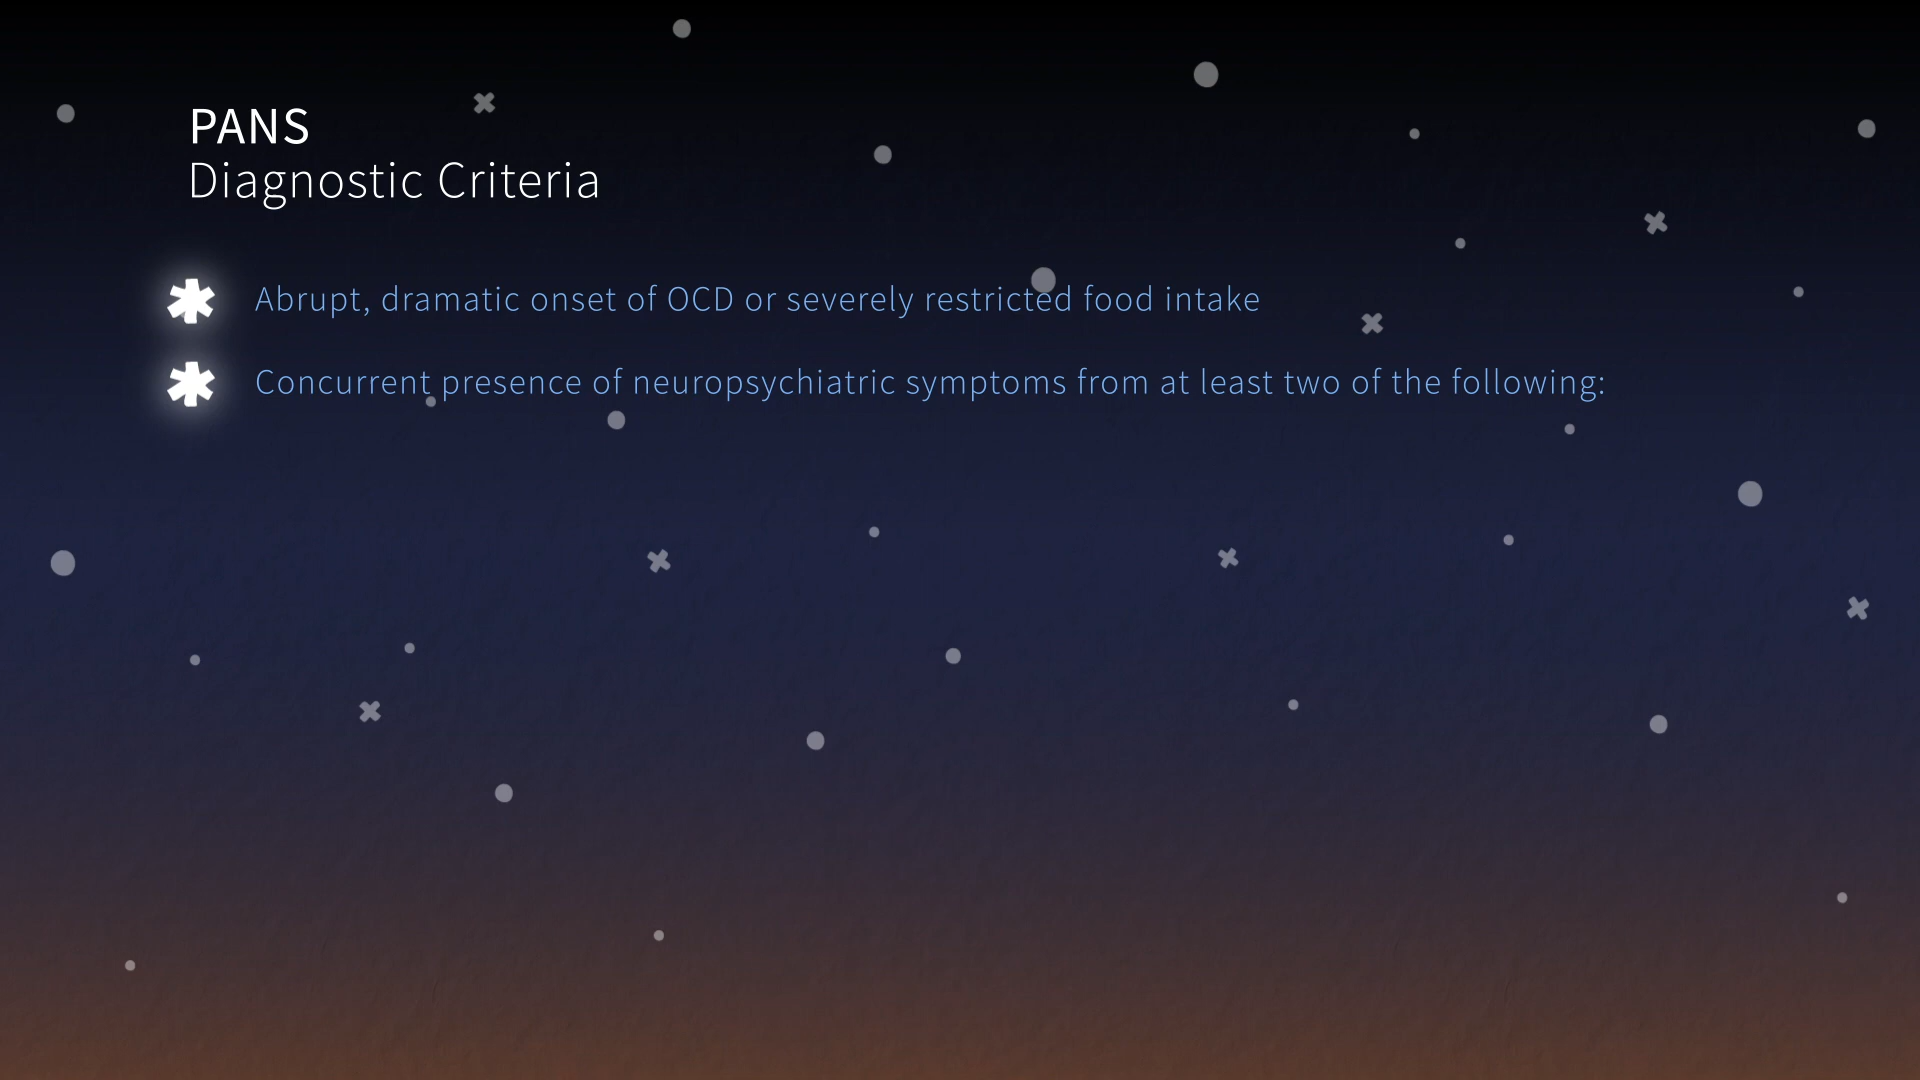 PANS
Diagnostic Criteria
Abrupt, dramatic onset of OCD or severely restricted food intake
Concurrent presence of neuropsychiatric symptoms from at least two of the following: